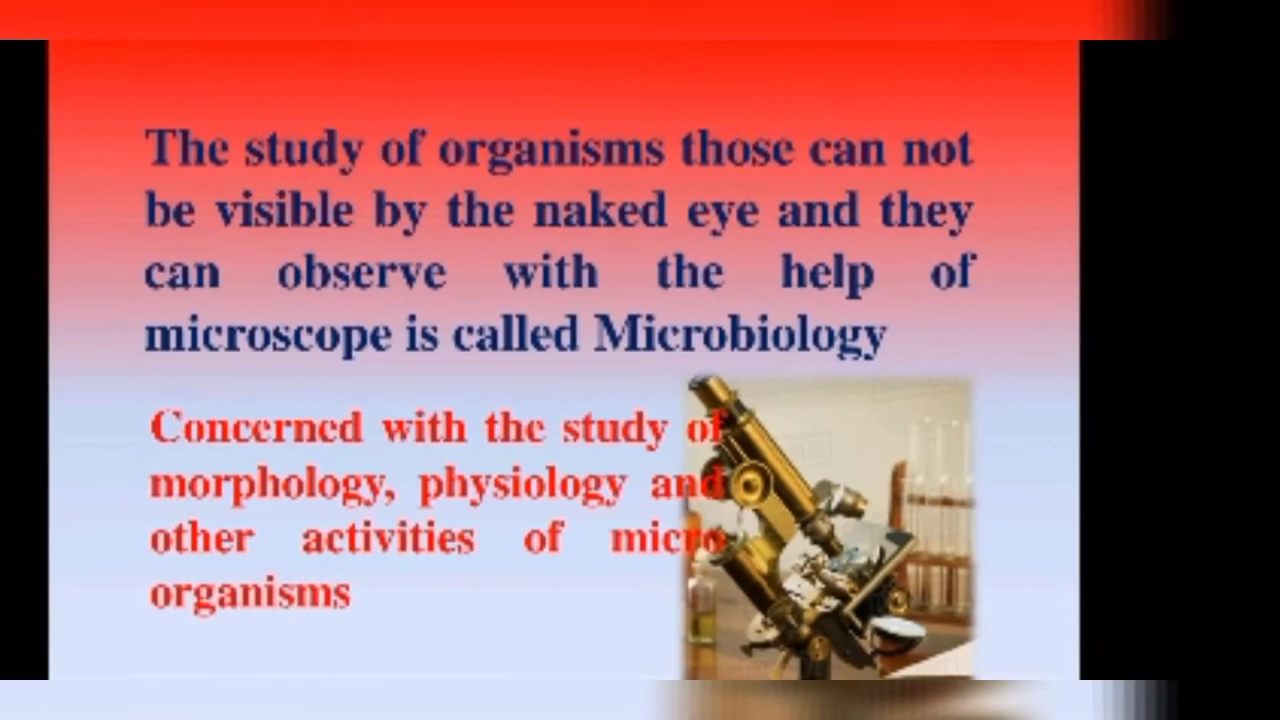 The study of organisms those can not
be visible by the naked eye and they
can observe with the help of
microscope is called Microbiology
Concerned with the study of
morphology, physiology and
other activities of micro
organisms